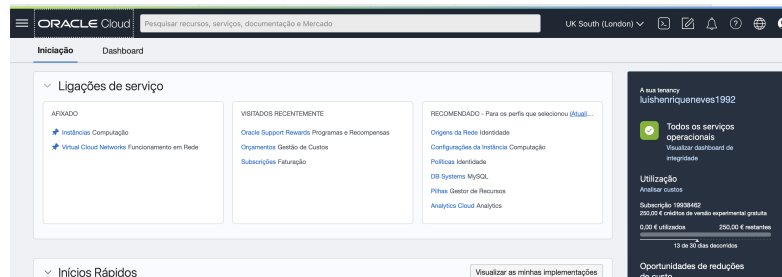 ORACLE Cloud
Pesquisar recursos, serviços, documentação e Mercado
UK South (London)
Iniciação Dashboard
Ligações de serviço
AFIXADO
Instâncias Computação
Virtual Cloud Networks Funcionamento em Rede
VISITADOS RECENTEMENTE
Oracle Support Rewards Programas e Recompensas
Orçamentos Gestão de Custos
Subscrições Faturação
RECOMENDADO - Para os perfis que selecionou (Atuali...
Origens da Rede Identidade
Configurações da Instância Computação
Políticas Identidade
DB Systems MySQL
Pilhas Gestor de Recursos
Analytics Cloud Analytics
Inícios Rápidos
Visualizar as minhas implementações
A sua tenancy
luishenriqueneves1992
Todos os serviços
operacionais
Visualizar dashboard de
integridade
Utilização
Analisar custos
Subscrição 19938462
250,00 € créditos de versão experimental gratuita
0,00 € utilizados 250,00 € restantes
13 de 30 dias decorridos
Oportunidades de reduções
de custo